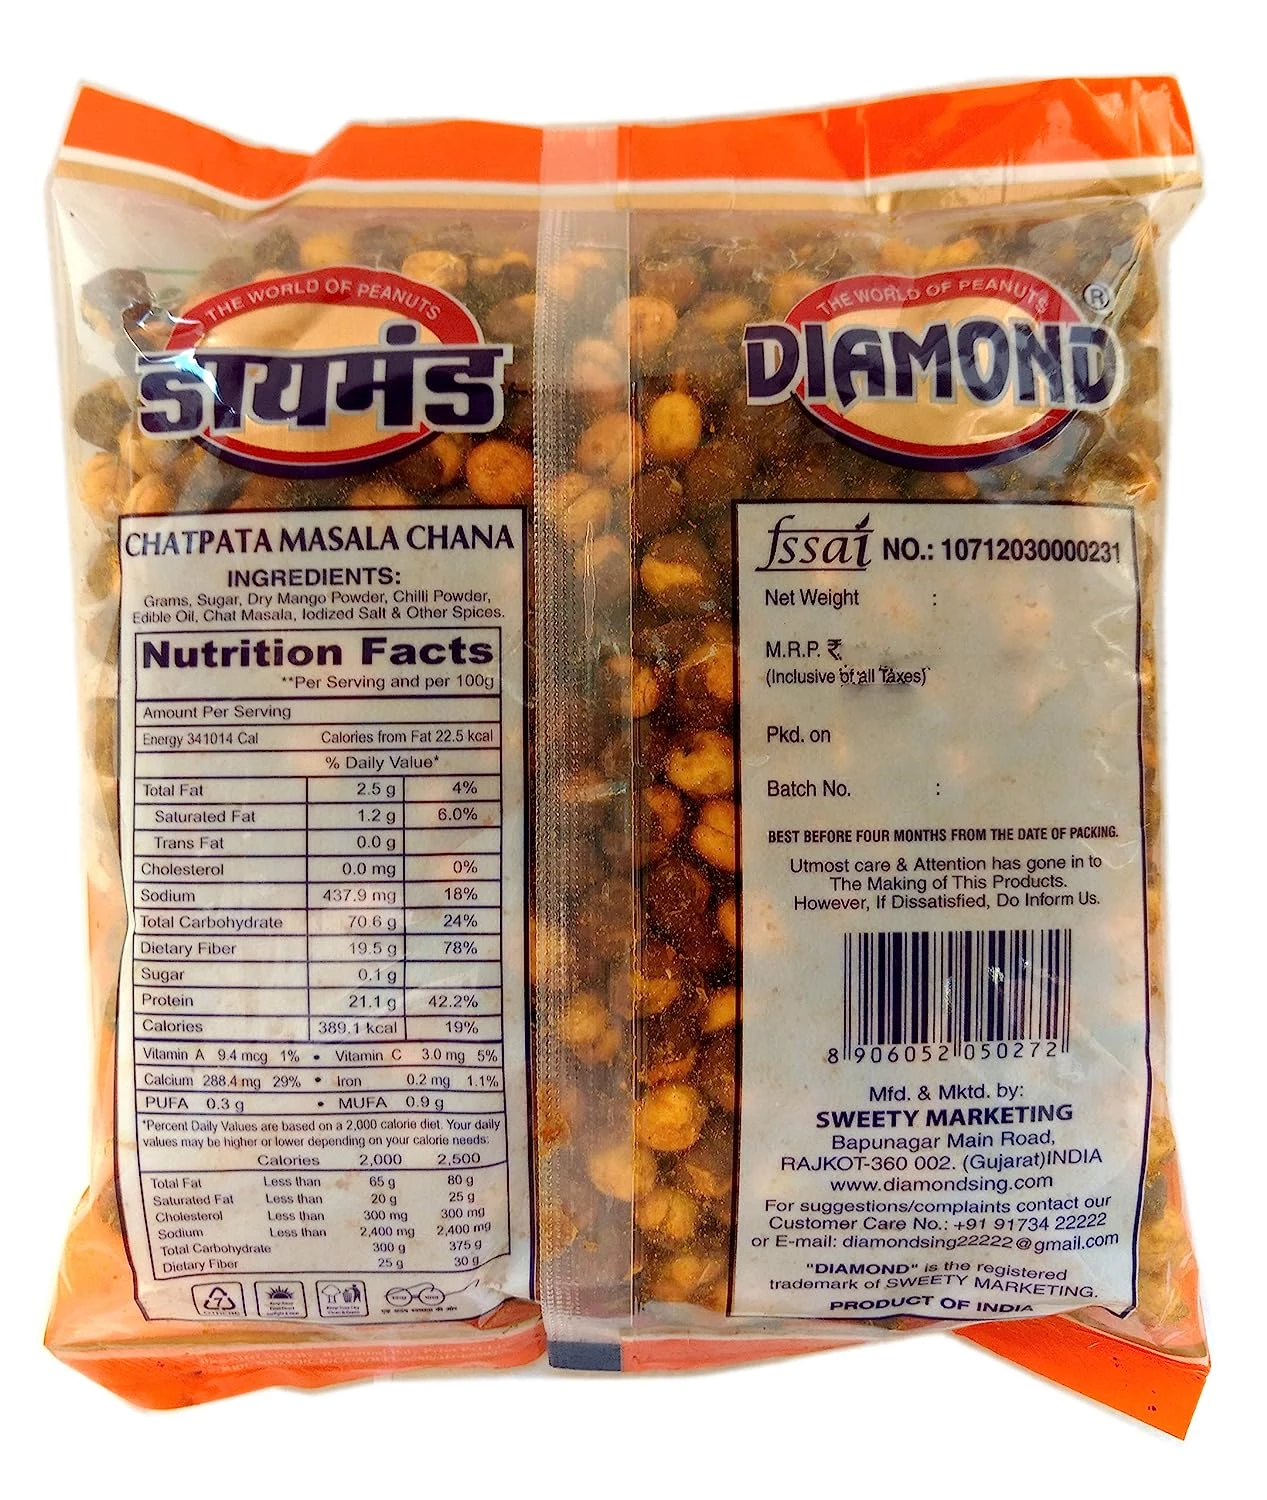 THE WORLD OF PEANUTS
डायमंड
CHATPATA MASALA CHANA
INGREDIENTS:
Grams, Sugar, Dry Mango Powder, Chilli Powder,
Edible Oil, Chat Masala, Iodized Salt & Other Spices.
Nutrition Facts
**Per Serving and per 100g
Amount Per Serving
Energy 341014 Cal Calories from Fat 22.5 kcal
% Daily Value*
Total Fat 2.5 g 4%
Saturated Fat 1.2 g 6.0%
Trans Fat 0.0 g
Cholesterol 0.0 mg 0%
Sodium 437.9 mg 18%
Total Carbohydrate 70.6 g 24%
Dietary Fiber 19.5 g 78%
Sugar 0.1 g
Protein 21.1 g 42.2%
Calories 389.1 kcal 19%
Vitamin A 9.4 mcg 1% • Vitamin C 3.0 mg 5%
Calcium 288.4 mg 29% • Iron 0.2 mg 1.1%
PUFA 0.3 g • MUFA 0.9 g
*Percent Daily Values are based on a 2,000 calorie diet. Your daily
values may be higher or lower depending on your calorie needs:
Calories 2,000 2,500
Total Fat Less than 65 g 80 g
Saturated Fat Less than 20 g 25 g
Cholesterol Less than 300 mg 300 mg
Sodium Less than 2,400 mg 2,400 mg
Total Carbohydrate 300 g 375 g
Dietary Fiber 25 g 30 g
7
THE WORLD OF PEANUTS
DIAMOND ®
fssai NO.: 10712030000231
Net Weight :
M.R.P. ₹
(Inclusive of all Taxes)
Pkd. on
Batch No. :
BEST BEFORE FOUR MONTHS FROM THE DATE OF PACKING.
Utmost care & Attention has gone in to
The Making of This Products.
However, If Dissatisfied, Do Inform Us.
8 906052 050272
Mfd. & Mktd. by:
SWEETY MARKETING
Bapunagar Main Road,
RAJKOT-360 002. (Gujarat)INDIA
www.diamondsing.com
For suggestions/complaints contact our
Customer Care No.: +91 91734 22222
or E-mail: diamondsing22222@gmail.com
"DIAMOND" is the registered
trademark of SWEETY MARKETING.
PRODUCT OF INDIA